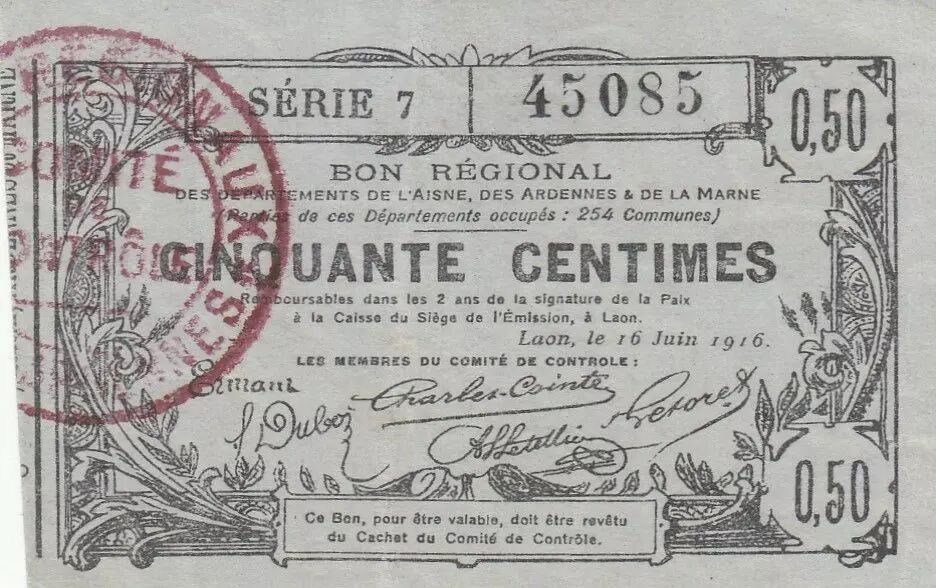 SÉRIE 7
45085
0,50
BON RÉGIONAL
DES DÉPARTEMENTS DE L'AISNE, DES ARDENNES & DE LA MARNE
(Parties de ces Départements occupés : 254 Communes)
CINQUANTE CENTIMES
Remboursables dans les 2 ans de la signature de la Paix
à la Caisse du Siège de l'Émission, à Laon.
Laon, le 16 Juin 1916.
LES MEMBRES DU COMITÉ DE CONTROLE :
Charles-Cointe
0,50
Ce Bon, pour être valable, doit être revêtu
du Cachet du Comité de Contrôle.
COMITÉ